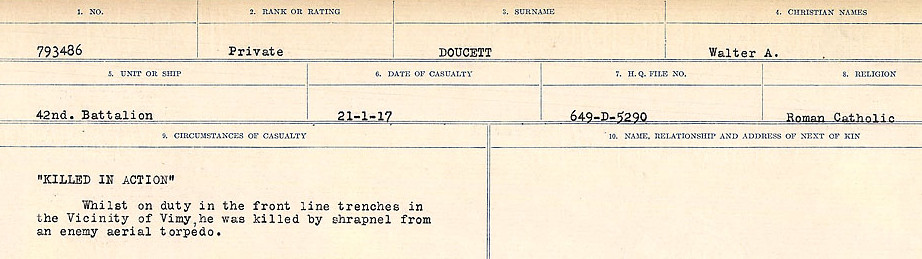 1. NO. 2. RANK OR RATING 3. SURNAME 4. CHRISTIAN NAMES
793486 Private DOUCETT Walter A.
5. UNIT OR SHIP 6. DATE OF CASUALTY 7. H. Q. FILE NO. 8. RELIGION
42nd. Battalion 21-1-17 649-D-5290 Roman Catholic
9. CIRCUMSTANCES OF CASUALTY 10. NAME, RELATIONSHIP AND ADDRESS OF NEXT OF KIN
"KILLED IN ACTION"
Whilst on duty in the front line trenches in
the Vicinity of Vimy,he was killed by shrapnel from
an enemy aerial torpedo.